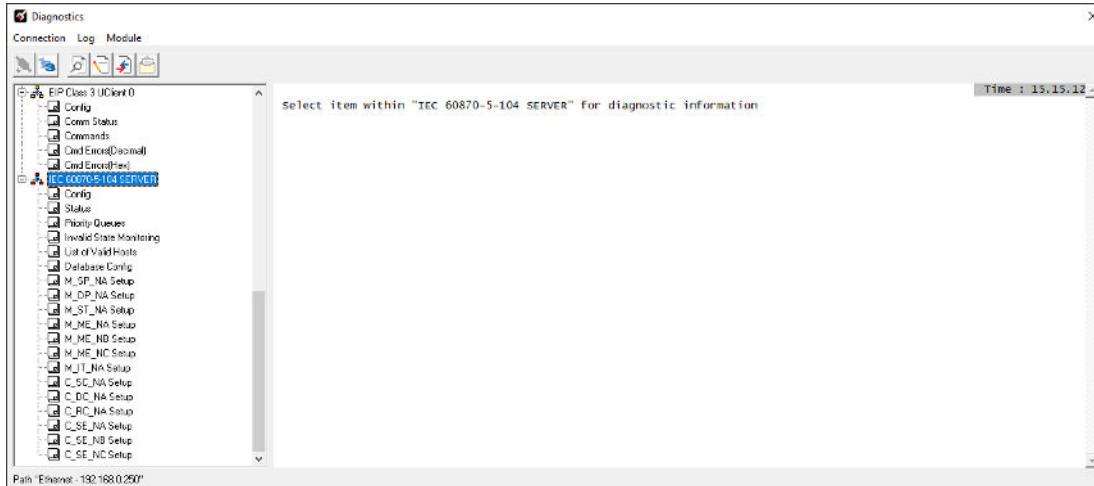 Diagnostics
Connection Log Module
EIP Class 3 UClient 0
Config
Comm Status
Commands
Cmd Errors(Decimal)
Cmd Errors(Hex)
IEC 60870-5-104 SERVER
Config
Status
Priority Queues
Invalid State Monitoring
List of Valid Hosts
Database Config
M_SP_NA Setup
M_DP_NA Setup
M_ST_NA Setup
M_ME_NA Setup
M_ME_NB Setup
M_ME_NC Setup
M_IT_NA Setup
C_SC_NA Setup
C_DC_NA Setup
C_RC_NA Setup
C_SE_NA Setup
C_SE_NB Setup
C_SE_NC Setup
Time : 15.15.12
Select item within "IEC 60870-5-104 SERVER" for diagnostic information
Path "Ethernet - 192.168.0.250"